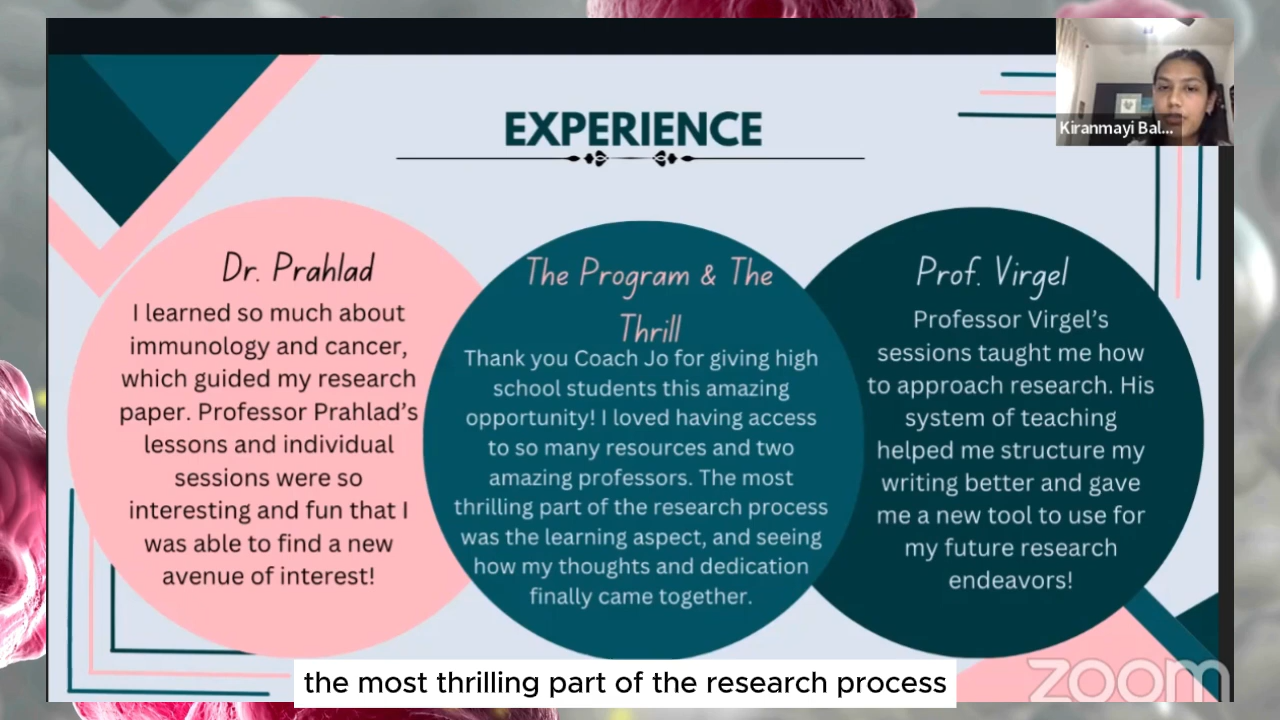 EXPERIENCE
Kiranmayi Bal...
Dr. Prahlad
I learned so much about
immunology and cancer,
which guided my research
paper. Professor Prahlad's
lessons and individual
sessions were so
interesting and fun that I
was able to find a new
avenue of interest!
The Program & The
Thrill
Thank you Coach Jo for giving high
school students this amazing
opportunity! I loved having access
to so many resources and two
amazing professors. The most
thrilling part of the research process
was the learning aspect, and seeing
how my thoughts and dedication
finally came together.
Prof. Virgel
Professor Virgel's
sessions taught me how
to approach research. His
system of teaching
helped me structure my
writing better and gave
me a new tool to use for
my future research
endeavors!
the most thrilling part of the research process
zoom